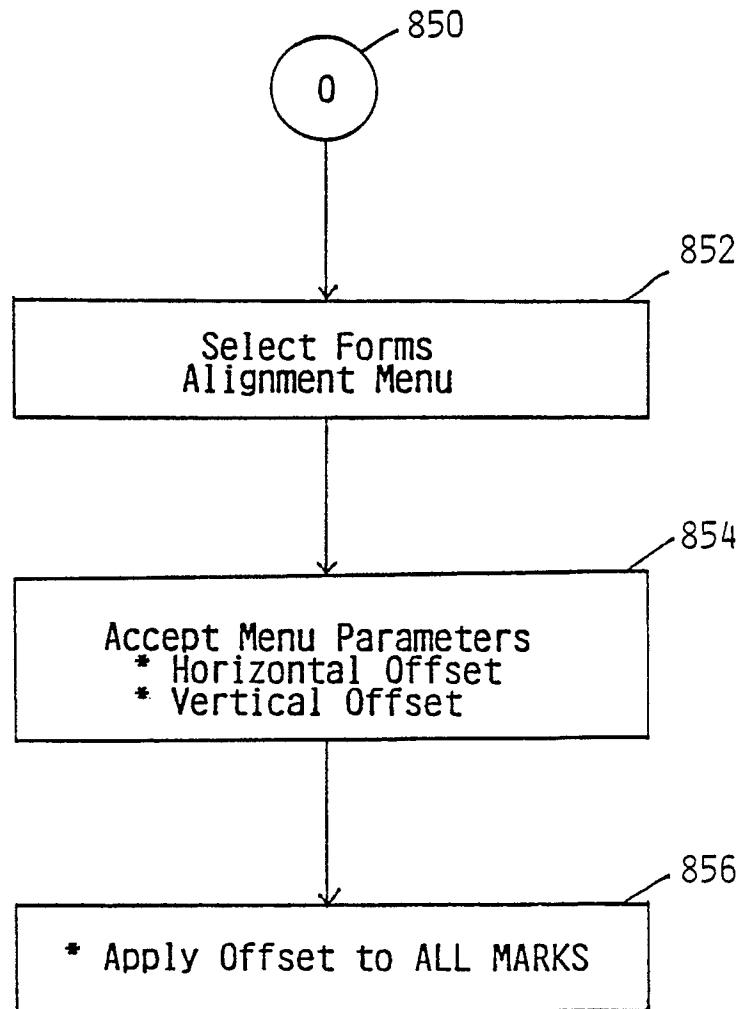 850
O
852
Select Forms
Alignment Menu
854
Accept Menu Parameters
* Horizontal Offset
* Vertical Offset
856
* Apply Offset to ALL MARKS